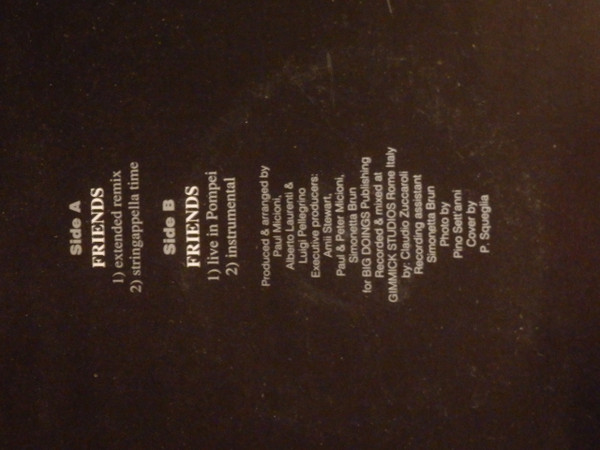 Side A
FRIENDS
1) extended remix
2) stringappella time
Side B
FRIENDS
1) live in Pompei
2) instrumental
Produced & arranged by
Paul Micioni,
Alberto Laurenti &
Luigi Pellegrino
Executive producers:
Amii Stewart,
Paul & Peter Micioni,
Simonetta Brun
for BIG DOINGS Publishing
Recorded & mixed at
GIMMICK STUDIOS Rome Italy
by: Claudio Zuccaroli
Recording assistant
Simonetta Brun
Photo by
Pino Sett'anni
Cover by
P. Squeglia